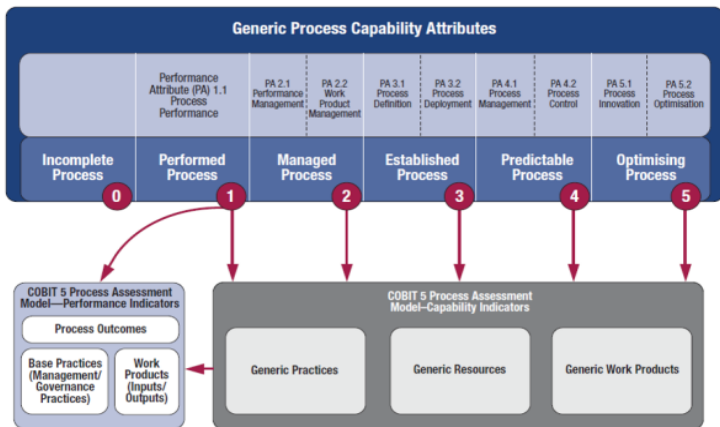 Generic Process Capability Attributes
Performance
Attribute (PA) 1.1
Process
Performance
PA 2.1
Performance
Management
PA 2.2
Work
Product
Management
PA 3.1
Process
Definition
PA 3.2
Process
Deployment
PA 4.1
Process
Management
PA 4.2
Process
Control
PA 5.1
Process
Innovation
PA 5.2
Process
Optimisation
Incomplete
Process
0
Performed
Process
1
Managed
Process
2
Established
Process
3
Predictable
Process
4
Optimising
Process
5
COBIT 5 Process Assessment
Model—Performance Indicators
Process Outcomes
Base Practices
(Management/
Governance
Practices)
Work
Products
(Inputs/
Outputs)
COBIT 5 Process Assessment
Model–Capability Indicators
Generic Practices
Generic Resources
Generic Work Products